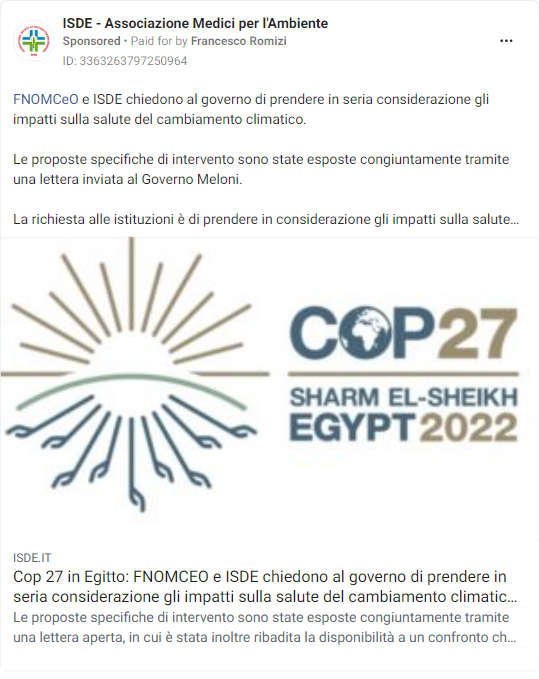 ISDE - Associazione Medici per l'Ambiente
Sponsored • Paid for by Francesco Romizi
ID: 3363263797250964
FNOMCeO e ISDE chiedono al governo di prendere in seria considerazione gli
impatti sulla salute del cambiamento climatico.
Le proposte specifiche di intervento sono state esposte congiuntamente tramite
una lettera inviata al Governo Meloni.
La richiesta alle istituzioni è di prendere in considerazione gli impatti sulla salute...
COP27
SHARM EL-SHEIKH
EGYPT 2022
ISDE.IT
Cop 27 in Egitto: FNOMCEO e ISDE chiedono al governo di prendere in
seria considerazione gli impatti sulla salute del cambiamento climatic...
Le proposte specifiche di intervento sono state esposte congiuntamente tramite
una lettera aperta, in cui è stata inoltre ribadita la disponibilità a un confronto ch...